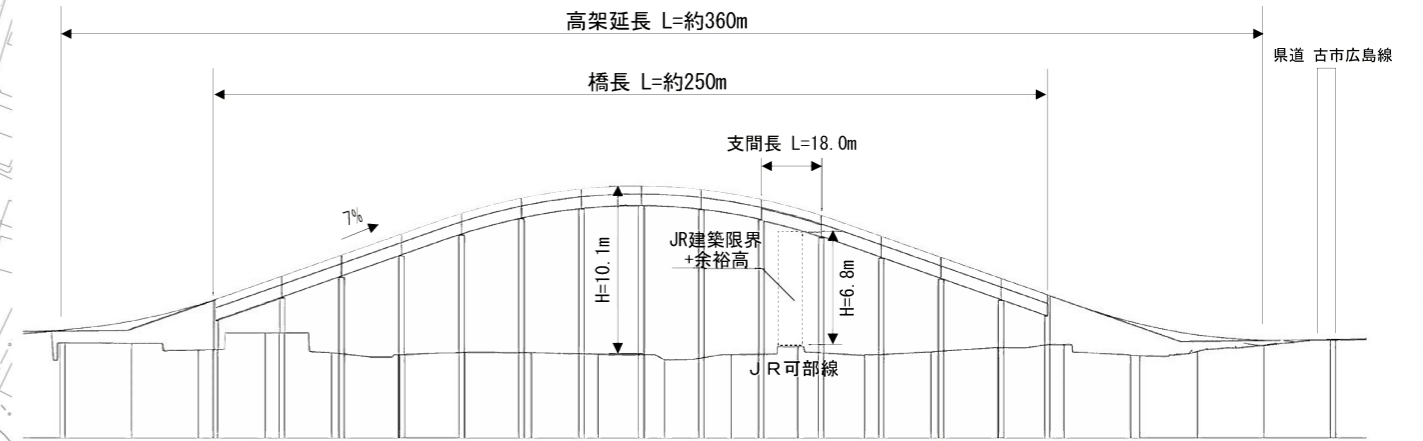 高架延長 L=約360m
県道 古市広島線
橋長 L=約250m
支間長 L=18.0m
7%
JR建築限界
+余裕高
H=10.1m
H=6.8m
ＪＲ可部線